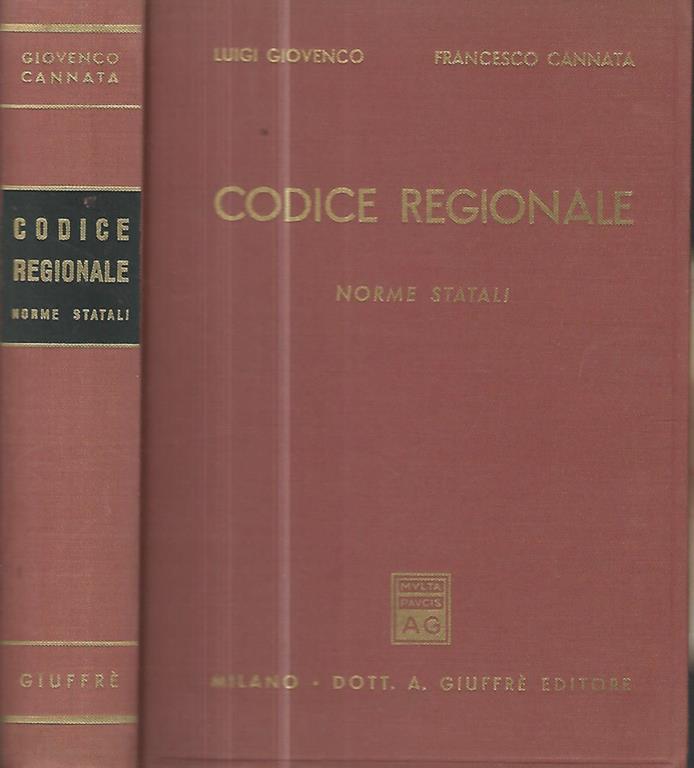 GIOVENCO
CANNATA
CODICE
REGIONALE
NORME STATALI
GIUFFRÈ
LUIGI GIOVENCO FRANCESCO CANNATA
CODICE REGIONALE
NORME STATALI
MVLTA
PAVCIS
AG
MILANO - DOTT. A. GIUFFRÈ EDITORE